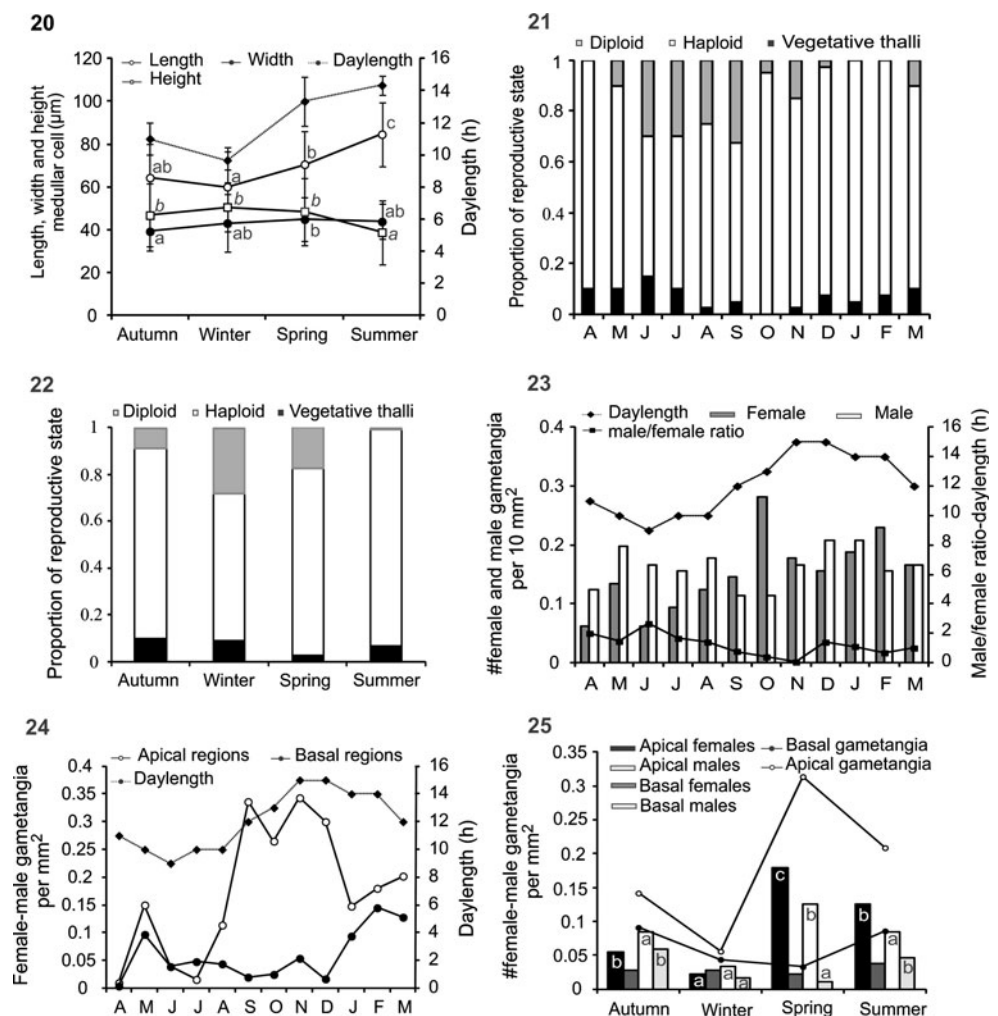 20
Length Width Daylength
Height
Length, width and height
medullar cell (µm)
120
100
80
60
40
20
0
ab
a
b
c
b
b
b
a
a
ab
b
ab
16
14
12
10
8
6
4
2
0
Daylength (h)
Autumn Winter Spring Summer
21
Diploid Haploid Vegetative thalli
Proportion of reproductive state
1
0.8
0.6
0.4
0.2
0
A M J J A S O N D J F M
22
Diploid Haploid Vegetative thalli
Proportion of reproductive state
1
0.8
0.6
0.4
0.2
0
Autumn Winter Spring Summer
23
Daylength Female Male
male/female ratio
#female and male gametangia
per 10 mm²
0.4
0.3
0.2
0.1
0
16
14
12
10
8
6
4
2
0
Male/female ratio-daylength (h)
A M J J A S O N D J F M
24
Apical regions Basal regions
Daylength
Female-male gametangia
per mm²
0.4
0.35
0.3
0.25
0.2
0.15
0.1
0.05
0
16
14
12
10
8
6
4
2
0
Daylength (h)
A M J J A S O N D J F M
25
Apical females Basal gametangia
Apical males Apical gametangia
Basal females
Basal males
#female-male gametangia
per mm²
0.35
0.3
0.25
0.2
0.15
0.1
0.05
0
b a b
a a a
c b a
b a b
Autumn Winter Spring Summer